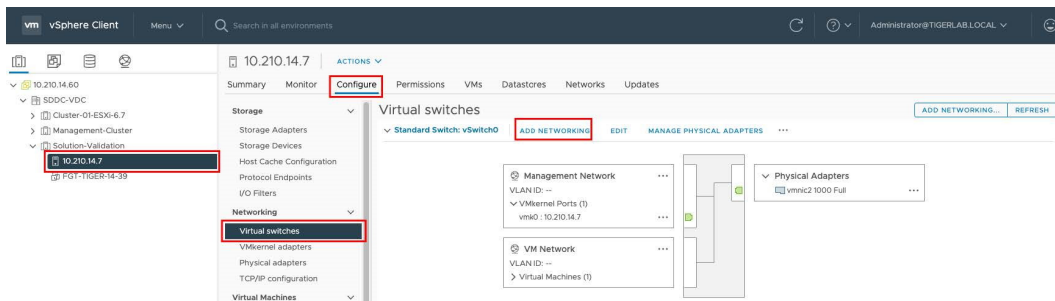 vm vSphere Client Menu Search in all environments Administrator@TIGERLAB.LOCAL
10.210.14.60
SDDC-VDC
Cluster-01-ESXi-6.7
Management-Cluster
Solution-Validation
10.210.14.7
FGT-TIGER-14-39
10.210.14.7 ACTIONS
Summary Monitor Configure Permissions VMs Datastores Networks Updates
Storage
Storage Adapters
Storage Devices
Host Cache Configuration
Protocol Endpoints
I/O Filters
Networking
Virtual switches
VMkernel adapters
Physical adapters
TCP/IP configuration
Virtual Machines
Virtual switches
ADD NETWORKING... REFRESH
Standard Switch: vSwitch0 ADD NETWORKING EDIT MANAGE PHYSICAL ADAPTERS ...
Management Network ...
VLAN ID: --
VMkernel Ports (1)
vmk0 : 10.210.14.7 ...
VM Network ...
VLAN ID: --
Virtual Machines (1)
Physical Adapters
vmnic2 1000 Full ...